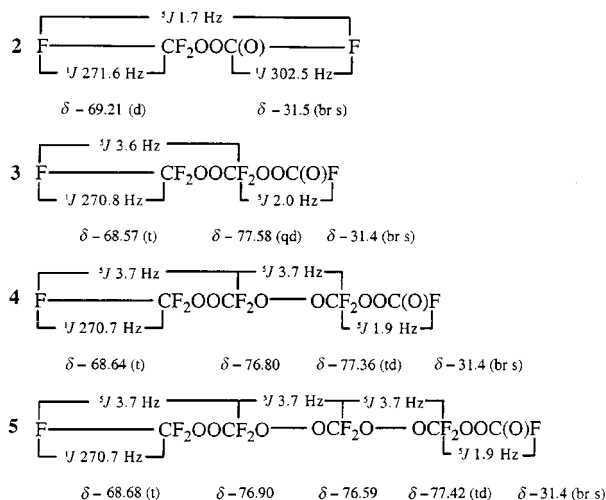 ⁵J 1.7 Hz
2 F CF₂OOC(O) F
¹J 271.6 Hz ¹J 302.5 Hz
δ – 69.21 (d) δ – 31.5 (br s)
⁵J 3.6 Hz
3 F CF₂OOCF₂OOC(O)F
¹J 270.8 Hz ⁵J 2.0 Hz
δ – 68.57 (t) δ – 77.58 (qd) δ – 31.4 (br s)
⁵J 3.7 Hz ⁵J 3.7 Hz
4 F CF₂OOCF₂O — OCF₂OOC(O)F
¹J 270.7 Hz ⁵J 1.9 Hz
δ – 68.64 (t) δ – 76.80 δ – 77.36 (td) δ – 31.4 (br s)
⁵J 3.7 Hz ⁵J 3.7 Hz ⁵J 3.7 Hz
5 F CF₂OOCF₂O — OCF₂O — OCF₂OOC(O)F
¹J 270.7 Hz ⁵J 1.9 Hz
δ – 68.68 (t) δ – 76.90 δ – 76.59 δ – 77.42 (td) δ – 31.4 (br s)